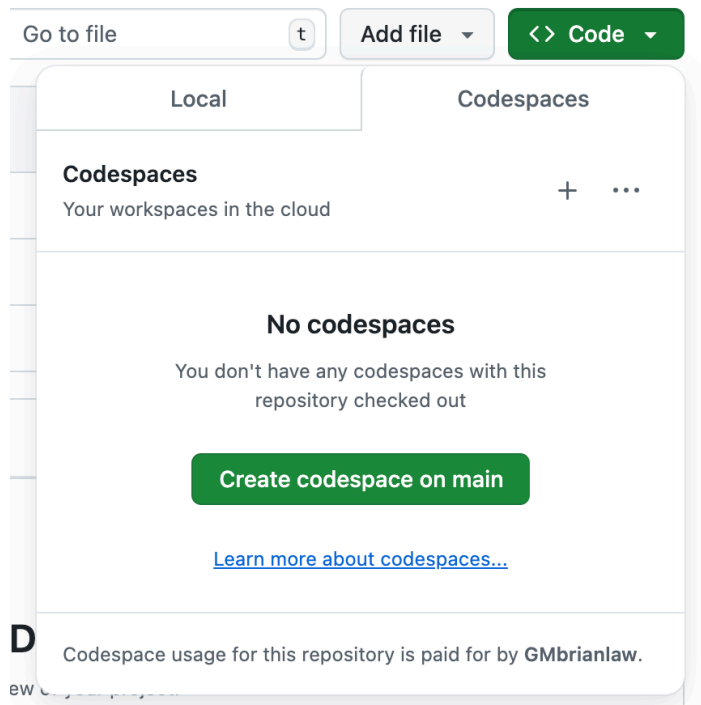 Go to file
t
Add file
Code
Local
Codespaces
Codespaces
Your workspaces in the cloud
No codespaces
You don't have any codespaces with this
repository checked out
Create codespace on main
Learn more about codespaces...
Codespace usage for this repository is paid for by GMbrianlaw.
D
ew